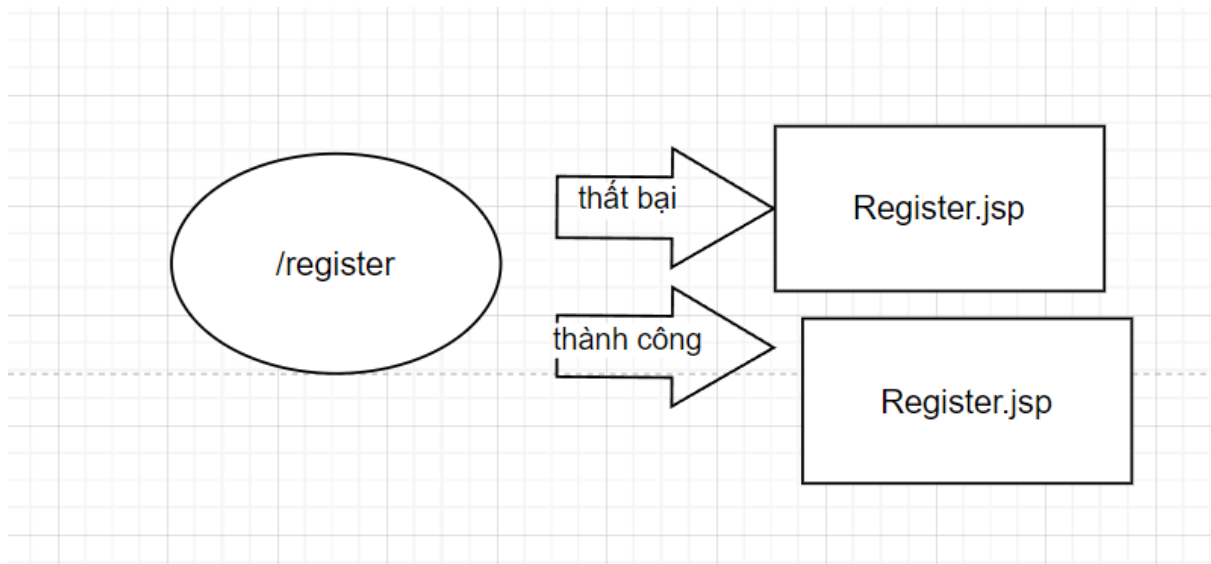 /register
thất bại
Register.jsp
thành công
Register.jsp